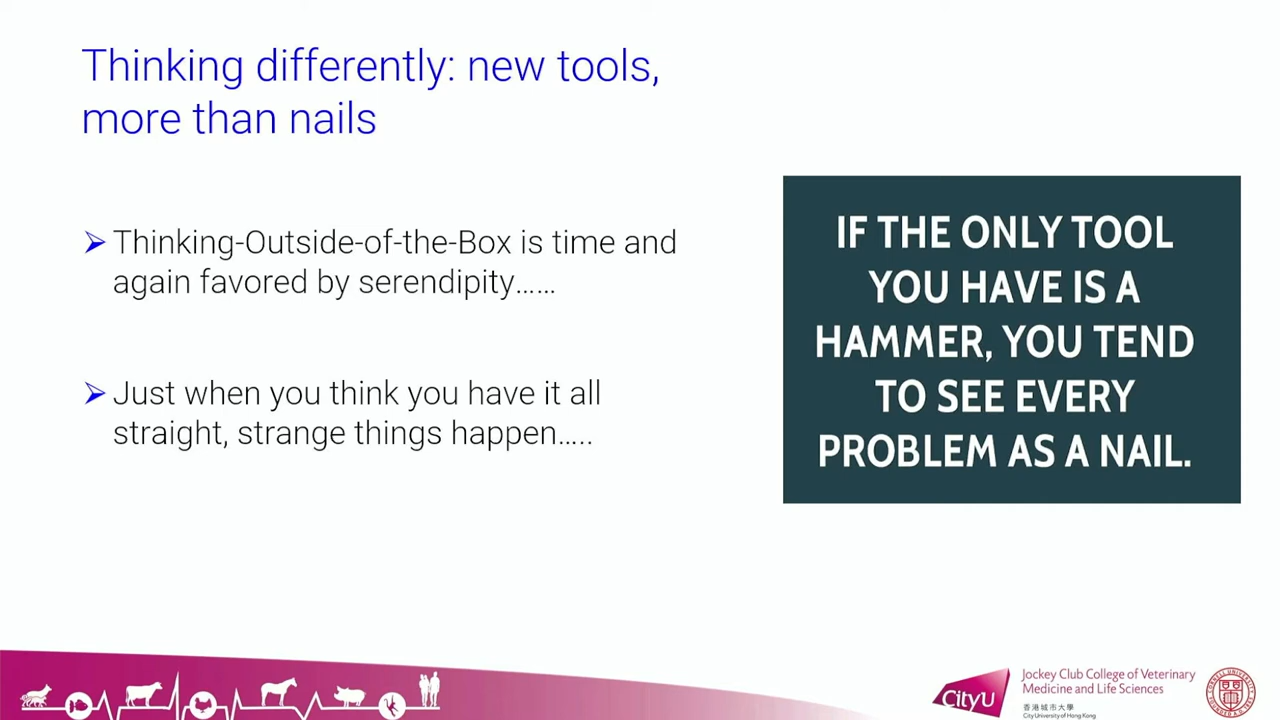 Thinking differently: new tools,
more than nails
➢ Thinking-Outside-of-the-Box is time and
again favored by serendipity……
➢ Just when you think you have it all
straight, strange things happen…..
IF THE ONLY TOOL
YOU HAVE IS A
HAMMER, YOU TEND
TO SEE EVERY
PROBLEM AS A NAIL.
CityU
Jockey Club College of Veterinary
Medicine and Life Sciences
香港城市大學
City University of Hong Kong